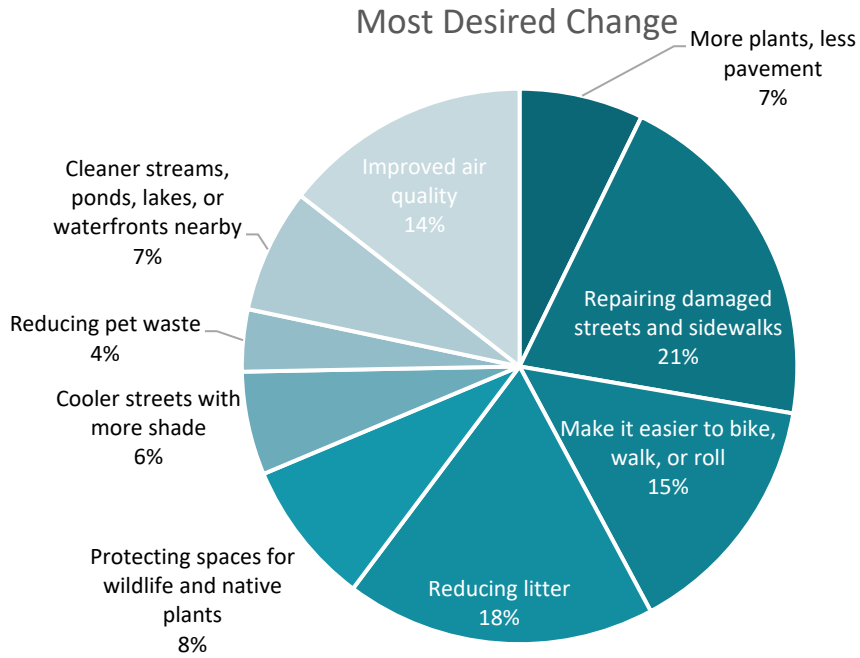 Most Desired Change
More plants, less
pavement
7%
Repairing damaged
streets and sidewalks
21%
Make it easier to bike,
walk, or roll
15%
Reducing litter
18%
Protecting spaces for
wildlife and native
plants
8%
Cooler streets with
more shade
6%
Reducing pet waste
4%
Cleaner streams,
ponds, lakes, or
waterfronts nearby
7%
Improved air
quality
14%